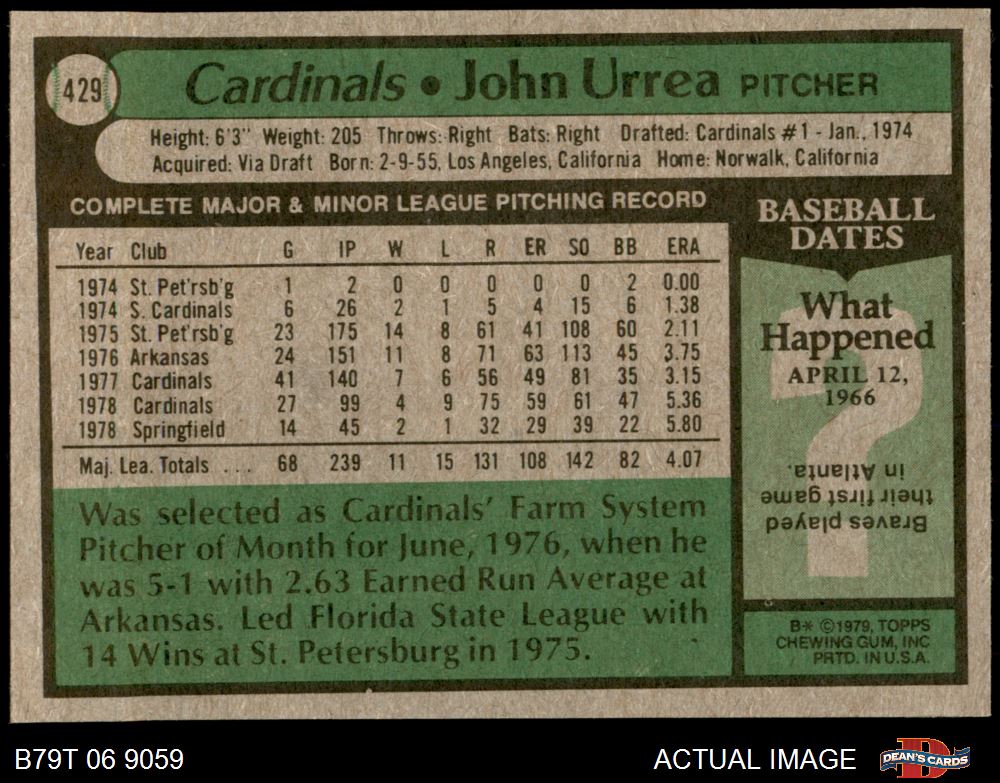 429
Cardinals • John Urrea PITCHER
Height: 6'3" Weight: 205 Throws: Right Bats: Right Drafted: Cardinals #1 - Jan., 1974
Acquired: Via Draft Born: 2-9-55, Los Angeles, California Home: Norwalk, California
COMPLETE MAJOR & MINOR LEAGUE PITCHING RECORD
Year Club G IP W L R ER SO BB ERA
1974 St. Pet'rsb'g 1 2 0 0 0 0 0 2 0.00
1974 S. Cardinals 6 26 2 1 5 4 15 6 1.38
1975 St. Pet'rsb'g 23 175 14 8 61 41 108 60 2.11
1976 Arkansas 24 151 11 8 71 63 113 45 3.75
1977 Cardinals 41 140 7 6 56 49 81 35 3.15
1978 Cardinals 27 99 4 9 75 59 61 47 5.36
1978 Springfield 14 45 2 1 32 29 39 22 5.80
Maj. Lea. Totals ... 68 239 11 15 131 108 142 82 4.07
Was selected as Cardinals' Farm System
Pitcher of Month for June, 1976, when he
was 5-1 with 2.63 Earned Run Average at
Arkansas. Led Florida State League with
14 Wins at St. Petersburg in 1975.
BASEBALL
DATES
What
Happened
APRIL 12,
1966
?
Braves played
their first game
in Atlanta.
B* ©1979, TOPPS
CHEWING GUM, INC
PRTD. IN U.S.A.
B79T 06 9059
ACTUAL IMAGE
D
DEAN'S CARDS